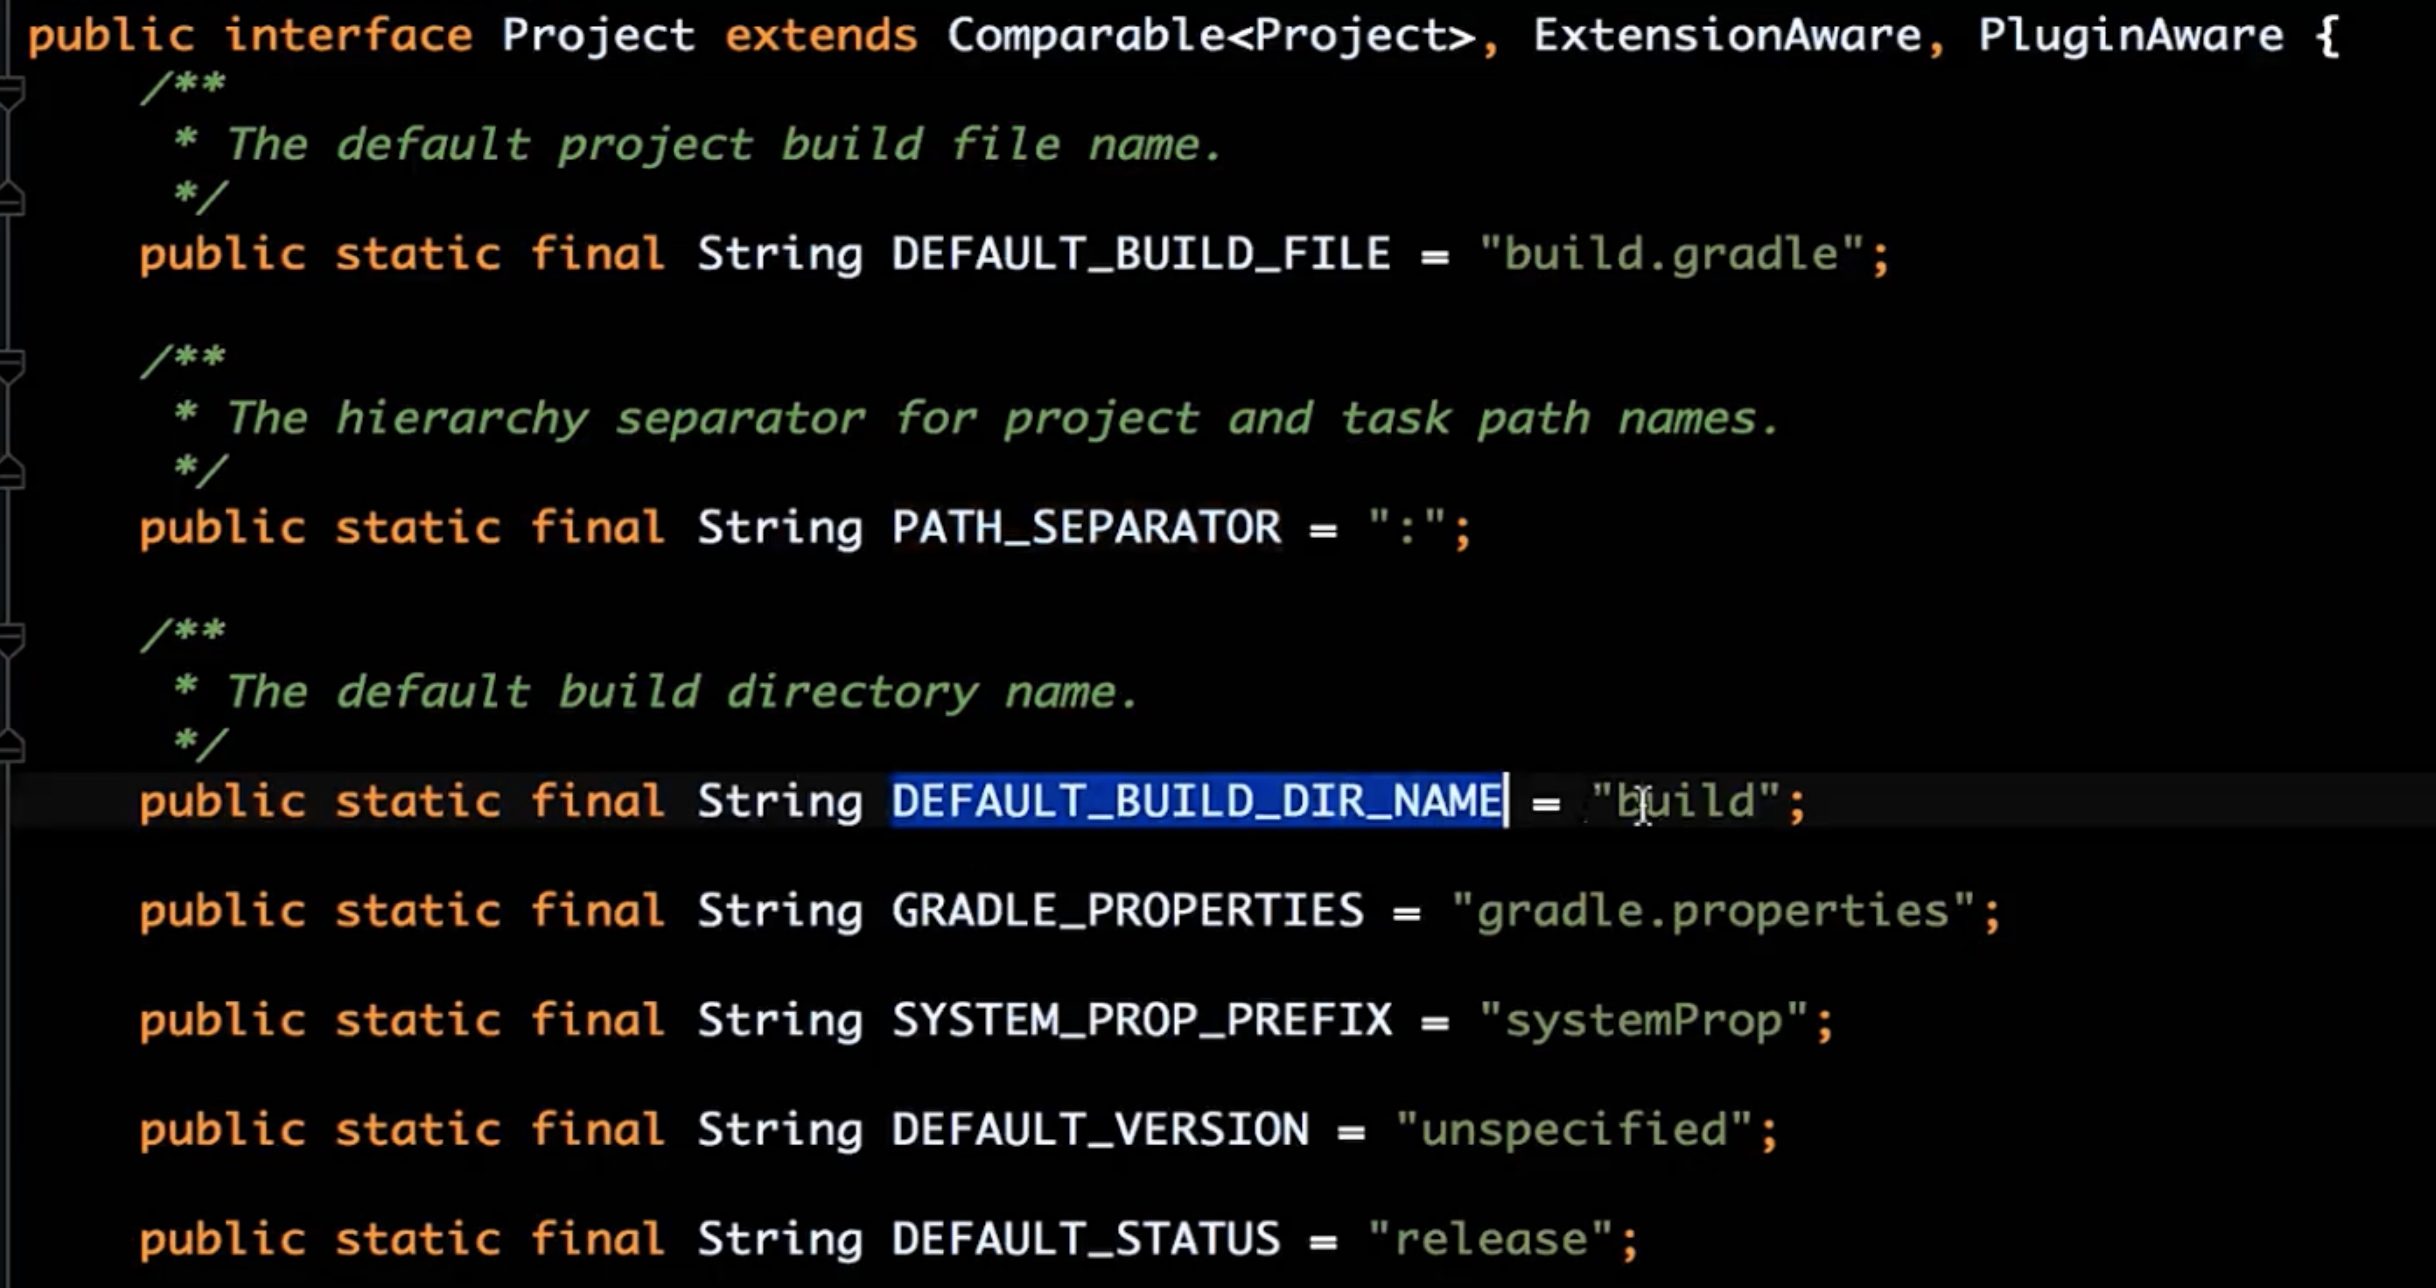 public interface Project extends Comparable<Project>, ExtensionAware, PluginAware {
/**
* The default project build file name.
*/
public static final String DEFAULT_BUILD_FILE = "build.gradle";
/**
* The hierarchy separator for project and task path names.
*/
public static final String PATH_SEPARATOR = ":";
/**
* The default build directory name.
*/
public static final String DEFAULT_BUILD_DIR_NAME = "build";
public static final String GRADLE_PROPERTIES = "gradle.properties";
public static final String SYSTEM_PROP_PREFIX = "systemProp";
public static final String DEFAULT_VERSION = "unspecified";
public static final String DEFAULT_STATUS = "release";